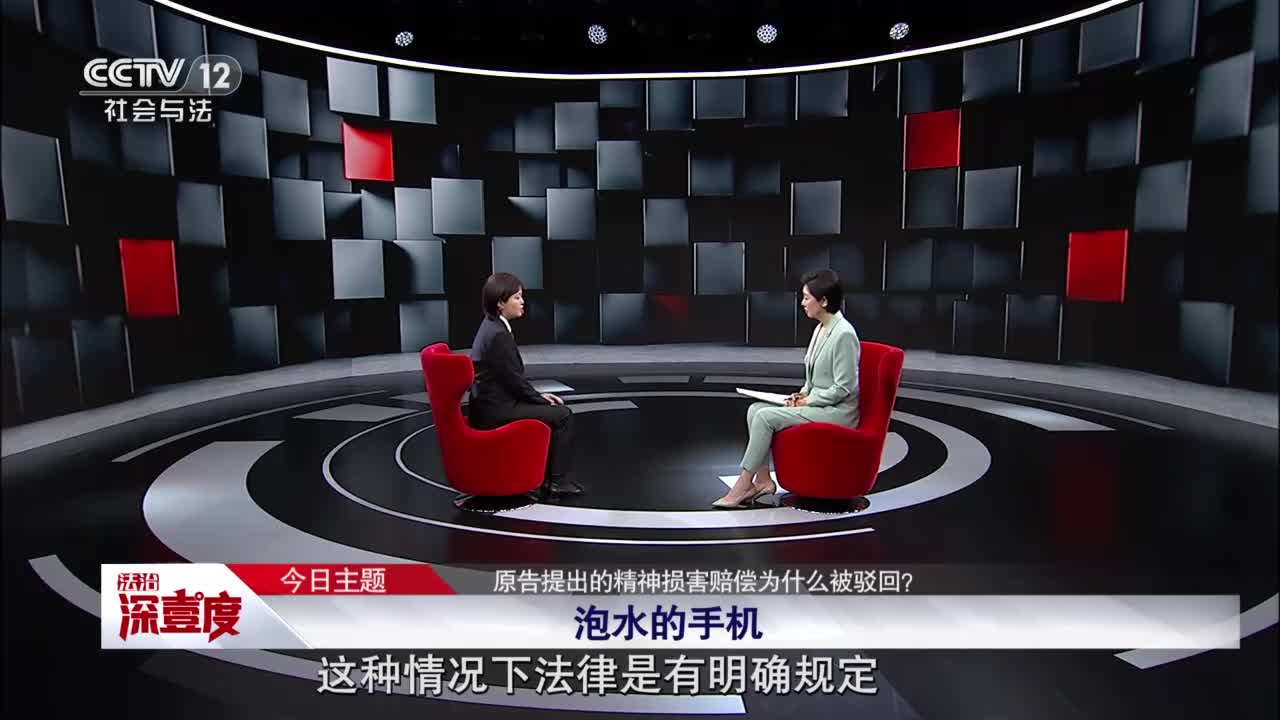 CCTV 12
社会与法
法治
深壹度
今日主题
原告提出的精神损害赔偿为什么被驳回?
泡水的手机
这种情况下法律是有明确规定